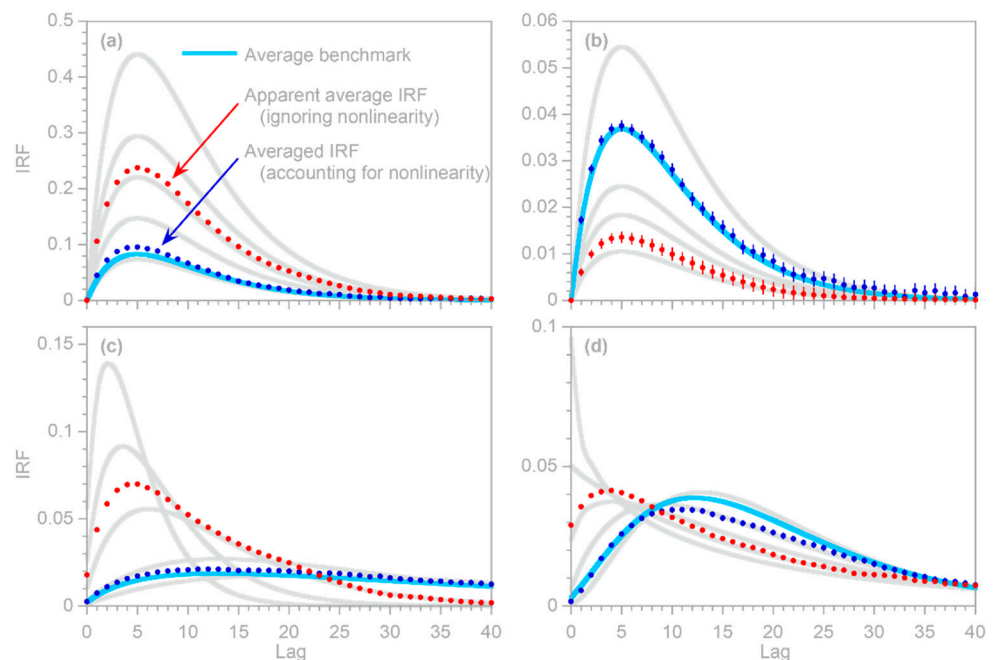 0.5
0.4
0.3
0.2
0.1
0
IRF
(a)
Average benchmark
Apparent average IRF
(ignoring nonlinearity)
Averaged IRF
(accounting for nonlinearity)
0.06
0.05
0.04
0.03
0.02
0.01
0
IRF
(b)
0.15
0.1
0.05
0
IRF
(c)
0 5 10 15 20 25 30 35 40
Lag
0.1
0.05
0
IRF
(d)
0 5 10 15 20 25 30 35 40
Lag